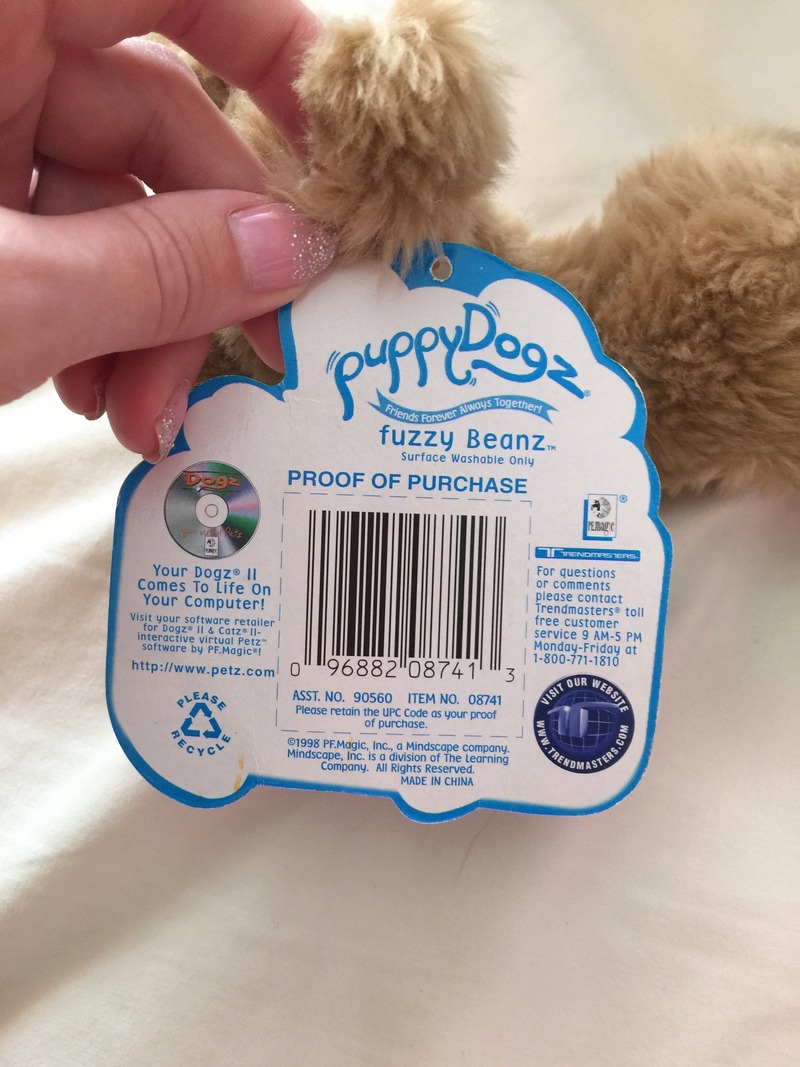 puppyDogz®
Friends Forever Always Together!
fuzzy Beanz™
Surface Washable Only
PROOF OF PURCHASE
Dogz
Your Virtual Petz
Your Dogz® II
Comes To Life On
Your Computer!
Visit your software retailer
for Dogz® II & Catz® II-
interactive virtual Petz™
software by PF.Magic®!
http://www.petz.com
PLEASE
RECYCLE
0 96882 08741 3
ASST. NO. 90560 ITEM NO. 08741
Please retain the UPC Code as your proof
of purchase.
©1998 PF.Magic, Inc., a Mindscape company.
Mindscape, Inc. is a division of The Learning
Company. All Rights Reserved.
MADE IN CHINA
PF.Magic
®
TRENDMASTERS
For questions
or comments
please contact
Trendmasters® toll
free customer
service 9 AM-5 PM
Monday-Friday at
1-800-771-1810
VISIT OUR WEBSITE
WWW.TRENDMASTERS.COM